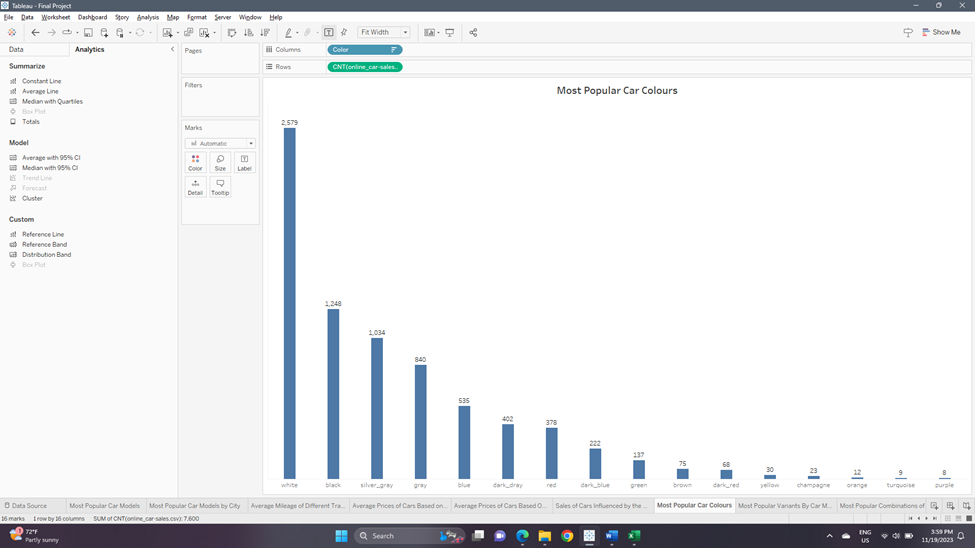 Tableau - Final Project
File Data Worksheet Dashboard Story Analysis Map Format Server Window Help
Fit Width
Show Me
Data Analytics
Summarize
Constant Line
Average Line
Median with Quartiles
Box Plot
Totals
Model
Average with 95% CI
Median with 95% CI
Trend Line
Forecast
Cluster
Custom
Reference Line
Reference Band
Distribution Band
Box Plot
Pages
Filters
Marks
Automatic
Color Size Label
Detail Tooltip
Columns Color
Rows CNT(online_car-sales..
Most Popular Car Colours
2,579
1,248
1,034
840
535
402
378
222
137
75
68
30
23
12
9
8
white black silver_gray gray blue dark_dray red dark_blue green brown dark_red yellow champagne orange turquoise purple
Data Source Most Popular Car Models Most Popular Car Models by City Average Mileage of Different Tra... Average Prices of Cars Based on... Average Prices of Cars Based O... Sales of Cars Influenced by the ... Most Popular Car Colours Most Popular Variants By Car M... Most Popular Combinations of
16 marks 1 row by 16 columns SUM of CNT(online_car-sales.csv): 7,600
72°F
Partly sunny
Search
ENG
US
3:59 PM
11/19/2023